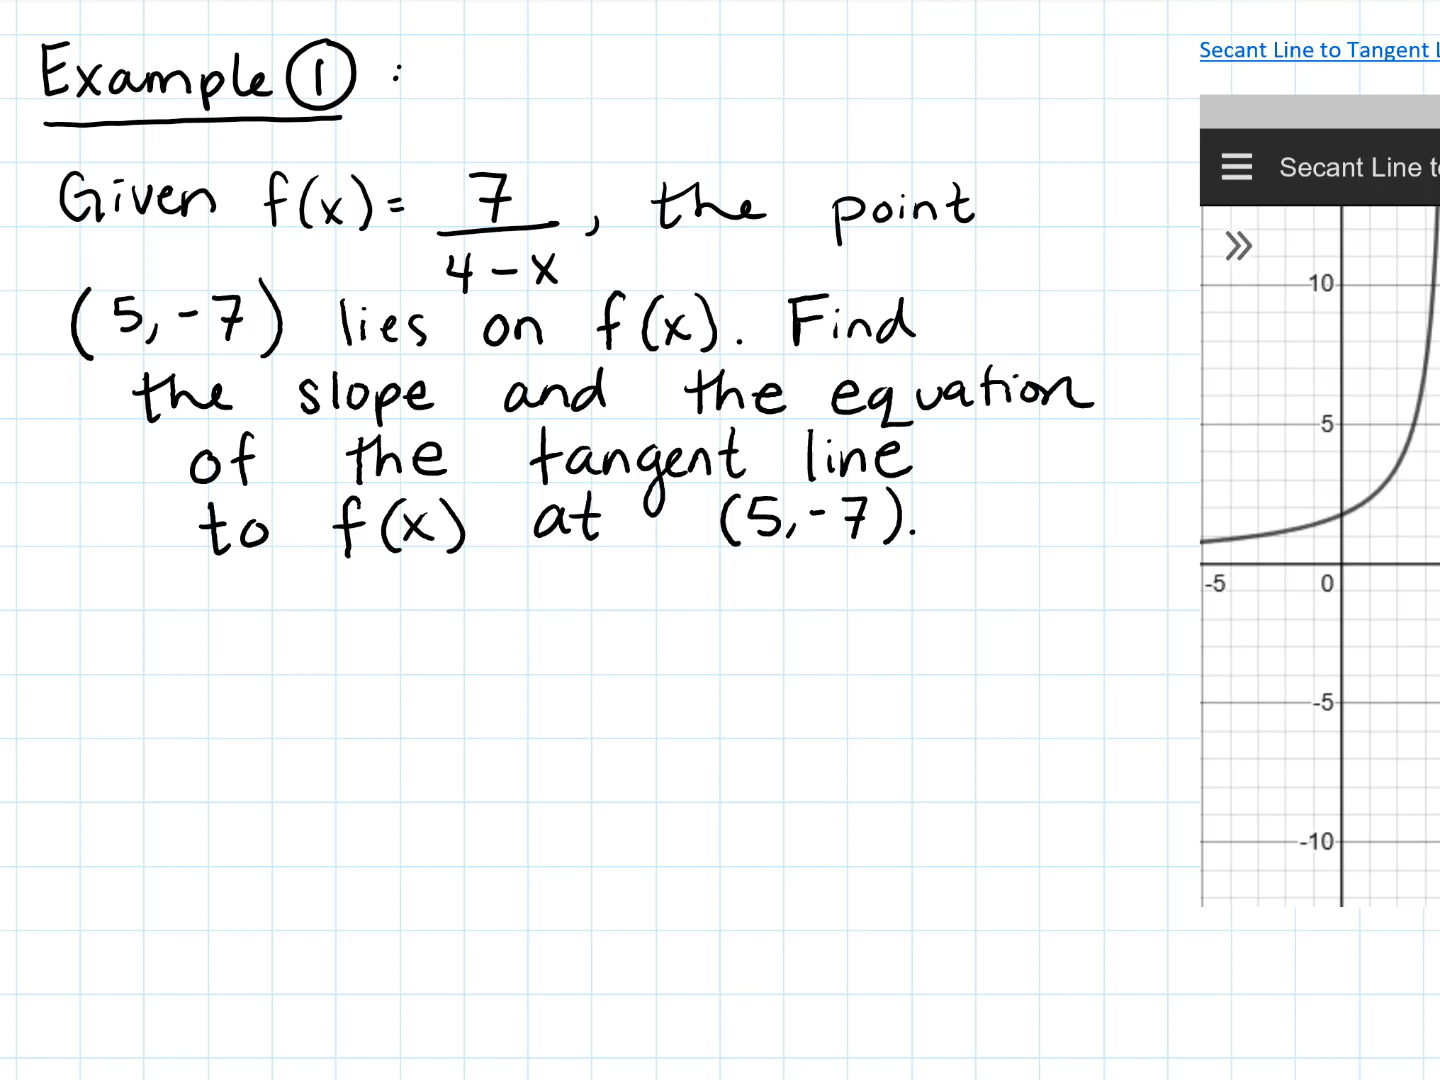 Example ① :
Given f(x) = 7/(4-x), the point
(5,-7) lies on f(x). Find
the slope and the equation
of the tangent line
to f(x) at (5,-7).
Secant Line to Tangent L
Secant Line to
10
5
-5 0
-5
-10